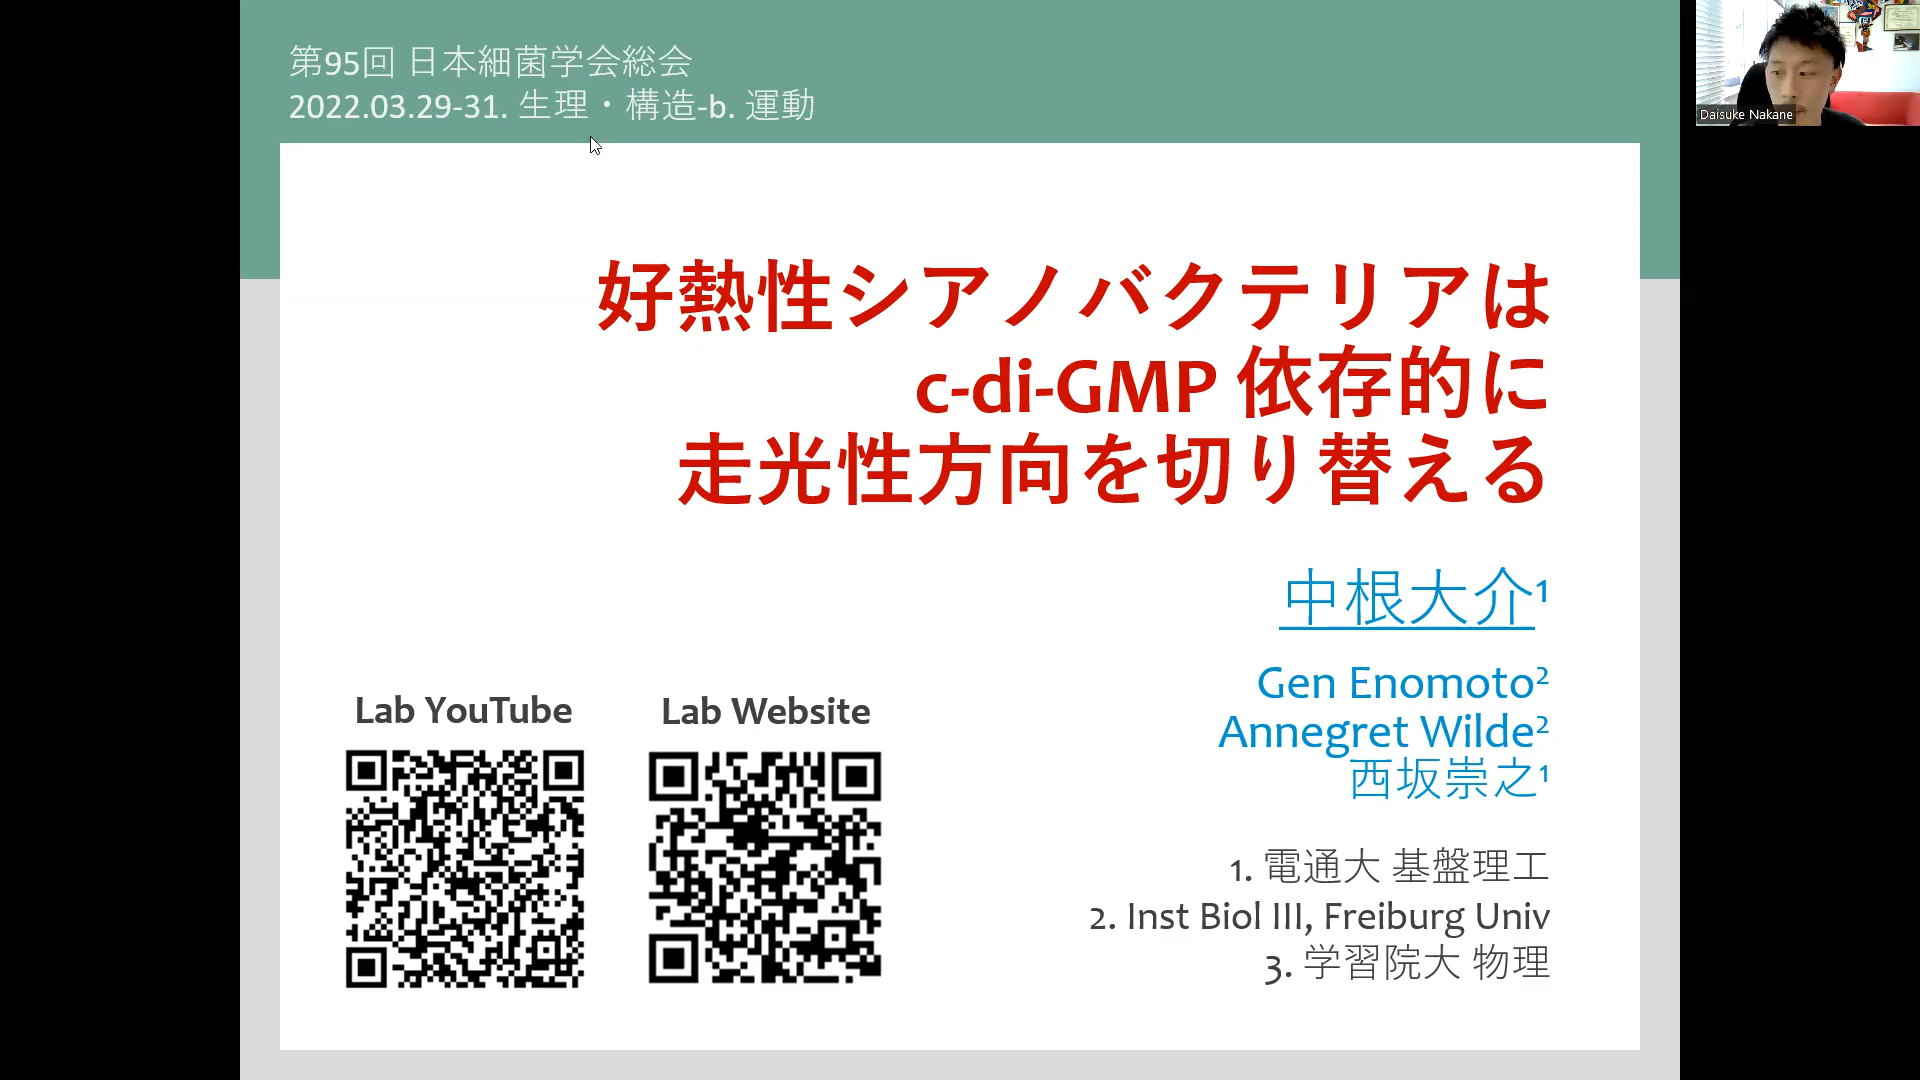 第95回 日本細菌学会総会
2022.03.29-31. 生理・構造-b. 運動
好熱性シアノバクテリアは
c-di-GMP 依存的に
走光性方向を切り替える
中根大介¹
Gen Enomoto²
Annegret Wilde²
西坂崇之¹
1. 電通大 基盤理工
2. Inst Biol III, Freiburg Univ
3. 学習院大 物理
Lab YouTube
Lab Website
Daisuke Nakane